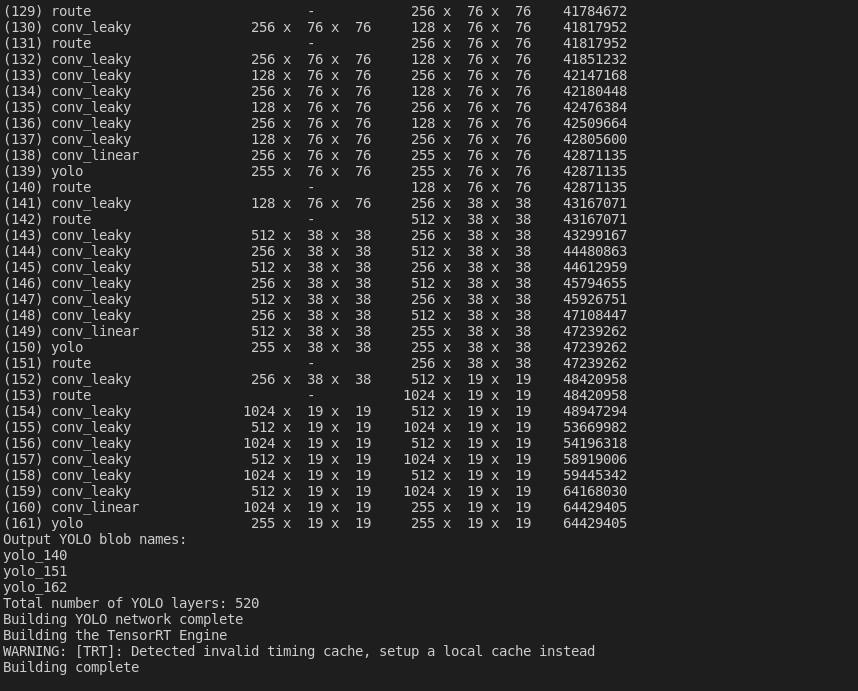 (129) route                           -            256 x  76 x  76    41784672
(130) conv_leaky               256 x  76 x  76     128 x  76 x  76    41817952
(131) route                           -            256 x  76 x  76    41817952
(132) conv_leaky               256 x  76 x  76     128 x  76 x  76    41851232
(133) conv_leaky               128 x  76 x  76     256 x  76 x  76    42147168
(134) conv_leaky               256 x  76 x  76     128 x  76 x  76    42180448
(135) conv_leaky               128 x  76 x  76     256 x  76 x  76    42476384
(136) conv_leaky               256 x  76 x  76     128 x  76 x  76    42509664
(137) conv_leaky               128 x  76 x  76     256 x  76 x  76    42805600
(138) conv_linear              256 x  76 x  76     255 x  76 x  76    42871135
(139) yolo                     255 x  76 x  76     255 x  76 x  76    42871135
(140) route                           -            128 x  76 x  76    42871135
(141) conv_leaky               128 x  76 x  76     256 x  38 x  38    43167071
(142) route                           -            512 x  38 x  38    43167071
(143) conv_leaky               512 x  38 x  38     256 x  38 x  38    43299167
(144) conv_leaky               256 x  38 x  38     512 x  38 x  38    44480863
(145) conv_leaky               512 x  38 x  38     256 x  38 x  38    44612959
(146) conv_leaky               256 x  38 x  38     512 x  38 x  38    45794655
(147) conv_leaky               512 x  38 x  38     256 x  38 x  38    45926751
(148) conv_leaky               256 x  38 x  38     512 x  38 x  38    47108447
(149) conv_linear              512 x  38 x  38     255 x  38 x  38    47239262
(150) yolo                     255 x  38 x  38     255 x  38 x  38    47239262
(151) route                           -            256 x  38 x  38    47239262
(152) conv_leaky               256 x  38 x  38     512 x  19 x  19    48420958
(153) route                           -           1024 x  19 x  19    48420958
(154) conv_leaky              1024 x  19 x  19     512 x  19 x  19    48947294
(155) conv_leaky               512 x  19 x  19    1024 x  19 x  19    53669982
(156) conv_leaky              1024 x  19 x  19     512 x  19 x  19    54196318
(157) conv_leaky               512 x  19 x  19    1024 x  19 x  19    58919006
(158) conv_leaky              1024 x  19 x  19     512 x  19 x  19    59445342
(159) conv_leaky               512 x  19 x  19    1024 x  19 x  19    64168030
(160) conv_linear             1024 x  19 x  19     255 x  19 x  19    64429405
(161) yolo                     255 x  19 x  19     255 x  19 x  19    64429405
Output YOLO blob names:
yolo_140
yolo_151
yolo_162
Total number of YOLO layers: 520
Building YOLO network complete
Building the TensorRT Engine
WARNING: [TRT]: Detected invalid timing cache, setup a local cache instead
Building complete